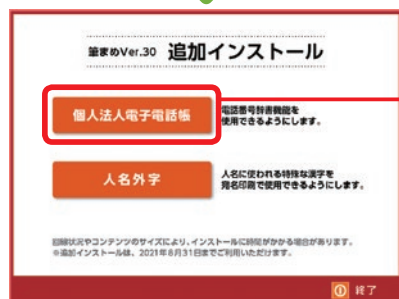 筆まめVer.30 追加インストール
個人法人電子電話帳
電話番号辞書機能を
使用できるようにします。
人名外字
人名に使われる特殊な漢字を
宛名印刷で使用できるようにします。
回線状況やコンテンツのサイズにより、インストールに時間がかかる場合があります。
※追加インストールは、2021年8月31日までご利用いただけます。
終了